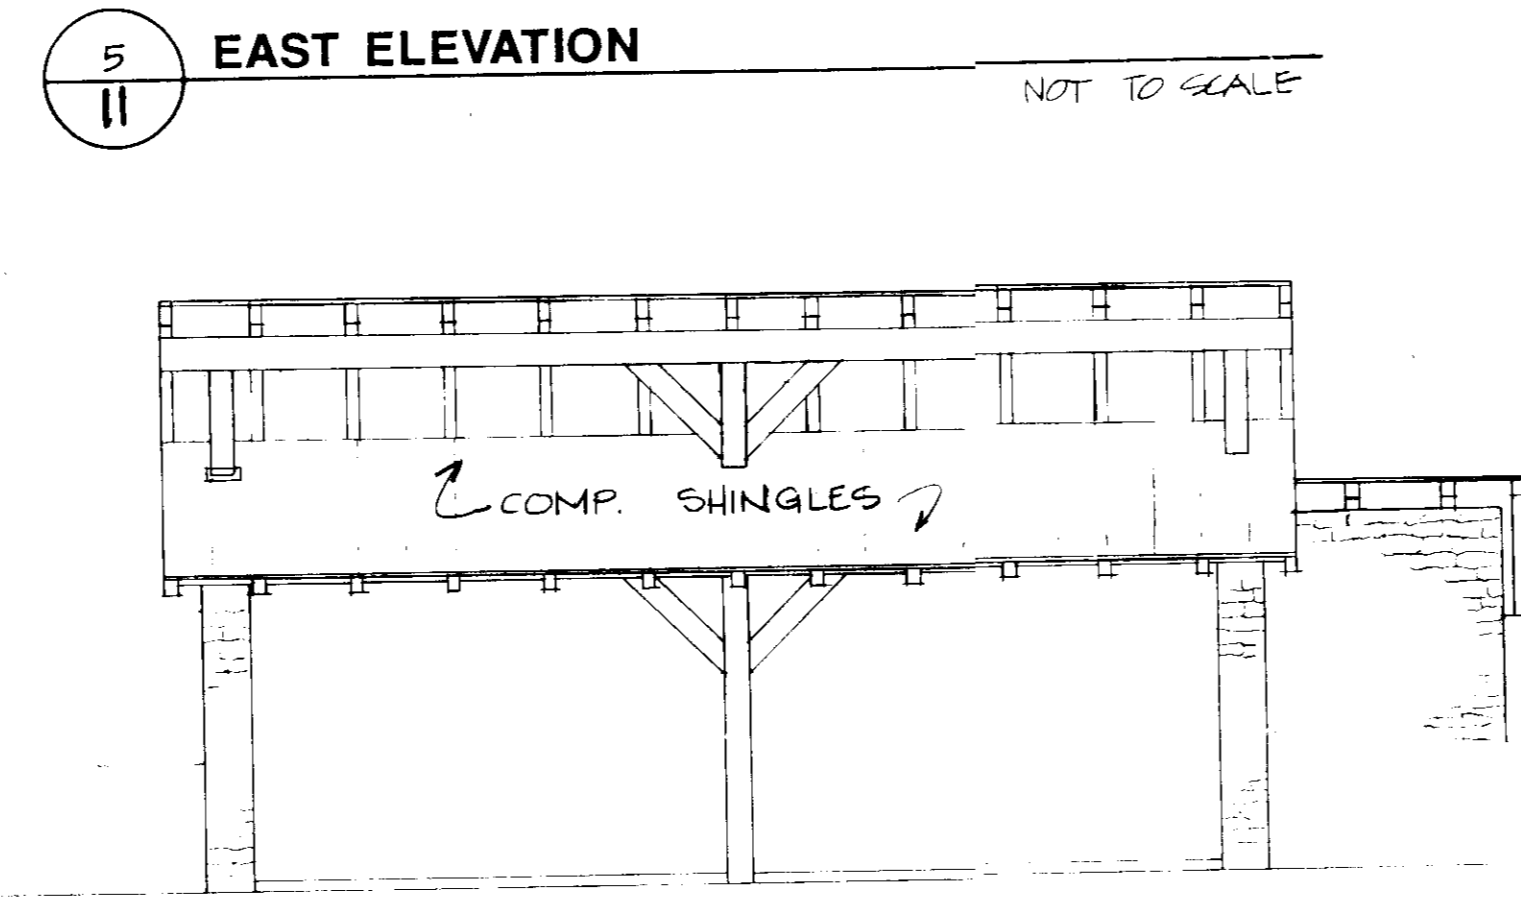 5
11
EAST ELEVATION
NOT TO SCALE
COMP. SHINGLES